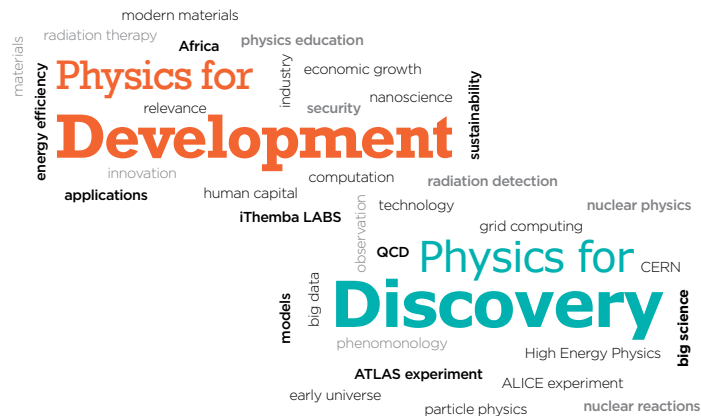 modern materials
radiation therapy
Africa
physics education
materials
energy efficiency
Physics for
industry
economic growth
nanoscience
sustainability
relevance
security
Development
innovation
computation
radiation detection
applications
human capital
technology
nuclear physics
iThemba LABS
observation
grid computing
QCD
Physics for
CERN
models
big data
Discovery
big science
phenomonology
High Energy Physics
ATLAS experiment
ALICE experiment
early universe
particle physics
nuclear reactions